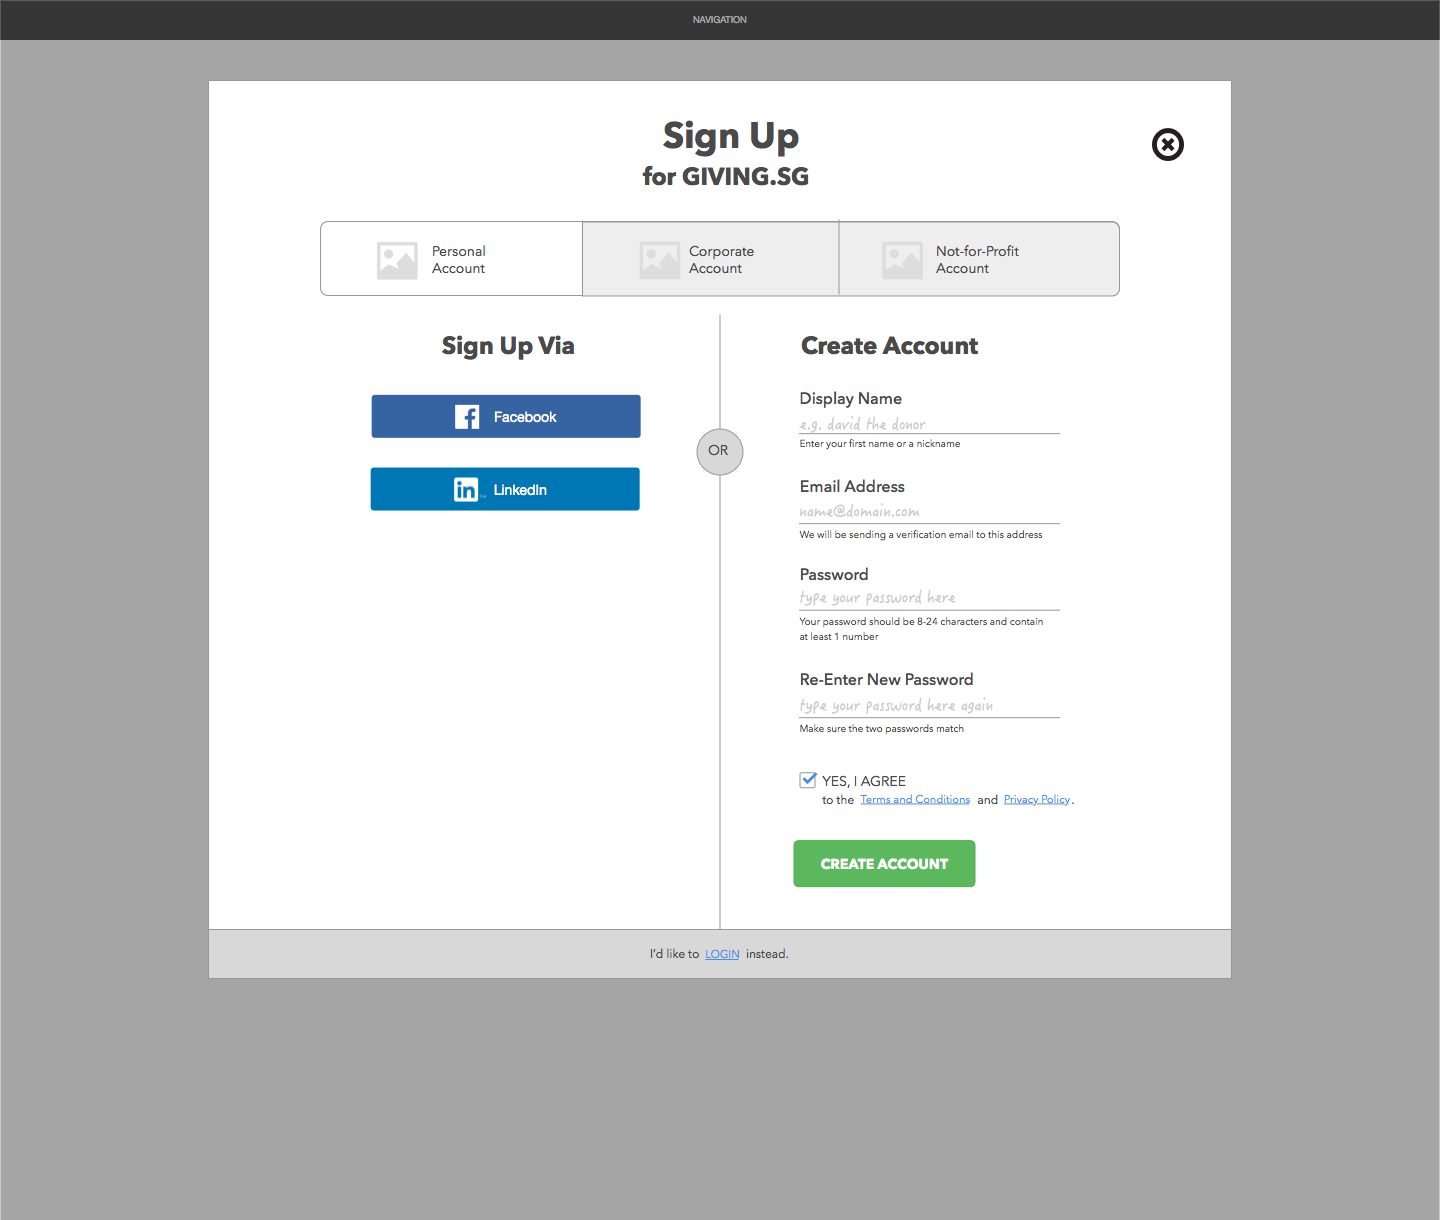 NAVIGATION
Sign Up
for GIVING.SG
Personal
Account
Corporate
Account
Not-for-Profit
Account
Sign Up Via
Facebook
in LinkedIn
OR
Create Account
Display Name
e.g. david the donor
Enter your first name or a nickname
Email Address
name@domain.com
We will be sending a verification email to this address
Password
type your password here
Your password should be 8-24 characters and contain
at least 1 number
Re-Enter New Password
type your password here again
Make sure the two passwords match
YES, I AGREE
to the Terms and Conditions and Privacy Policy.
CREATE ACCOUNT
I'd like to LOGIN instead.